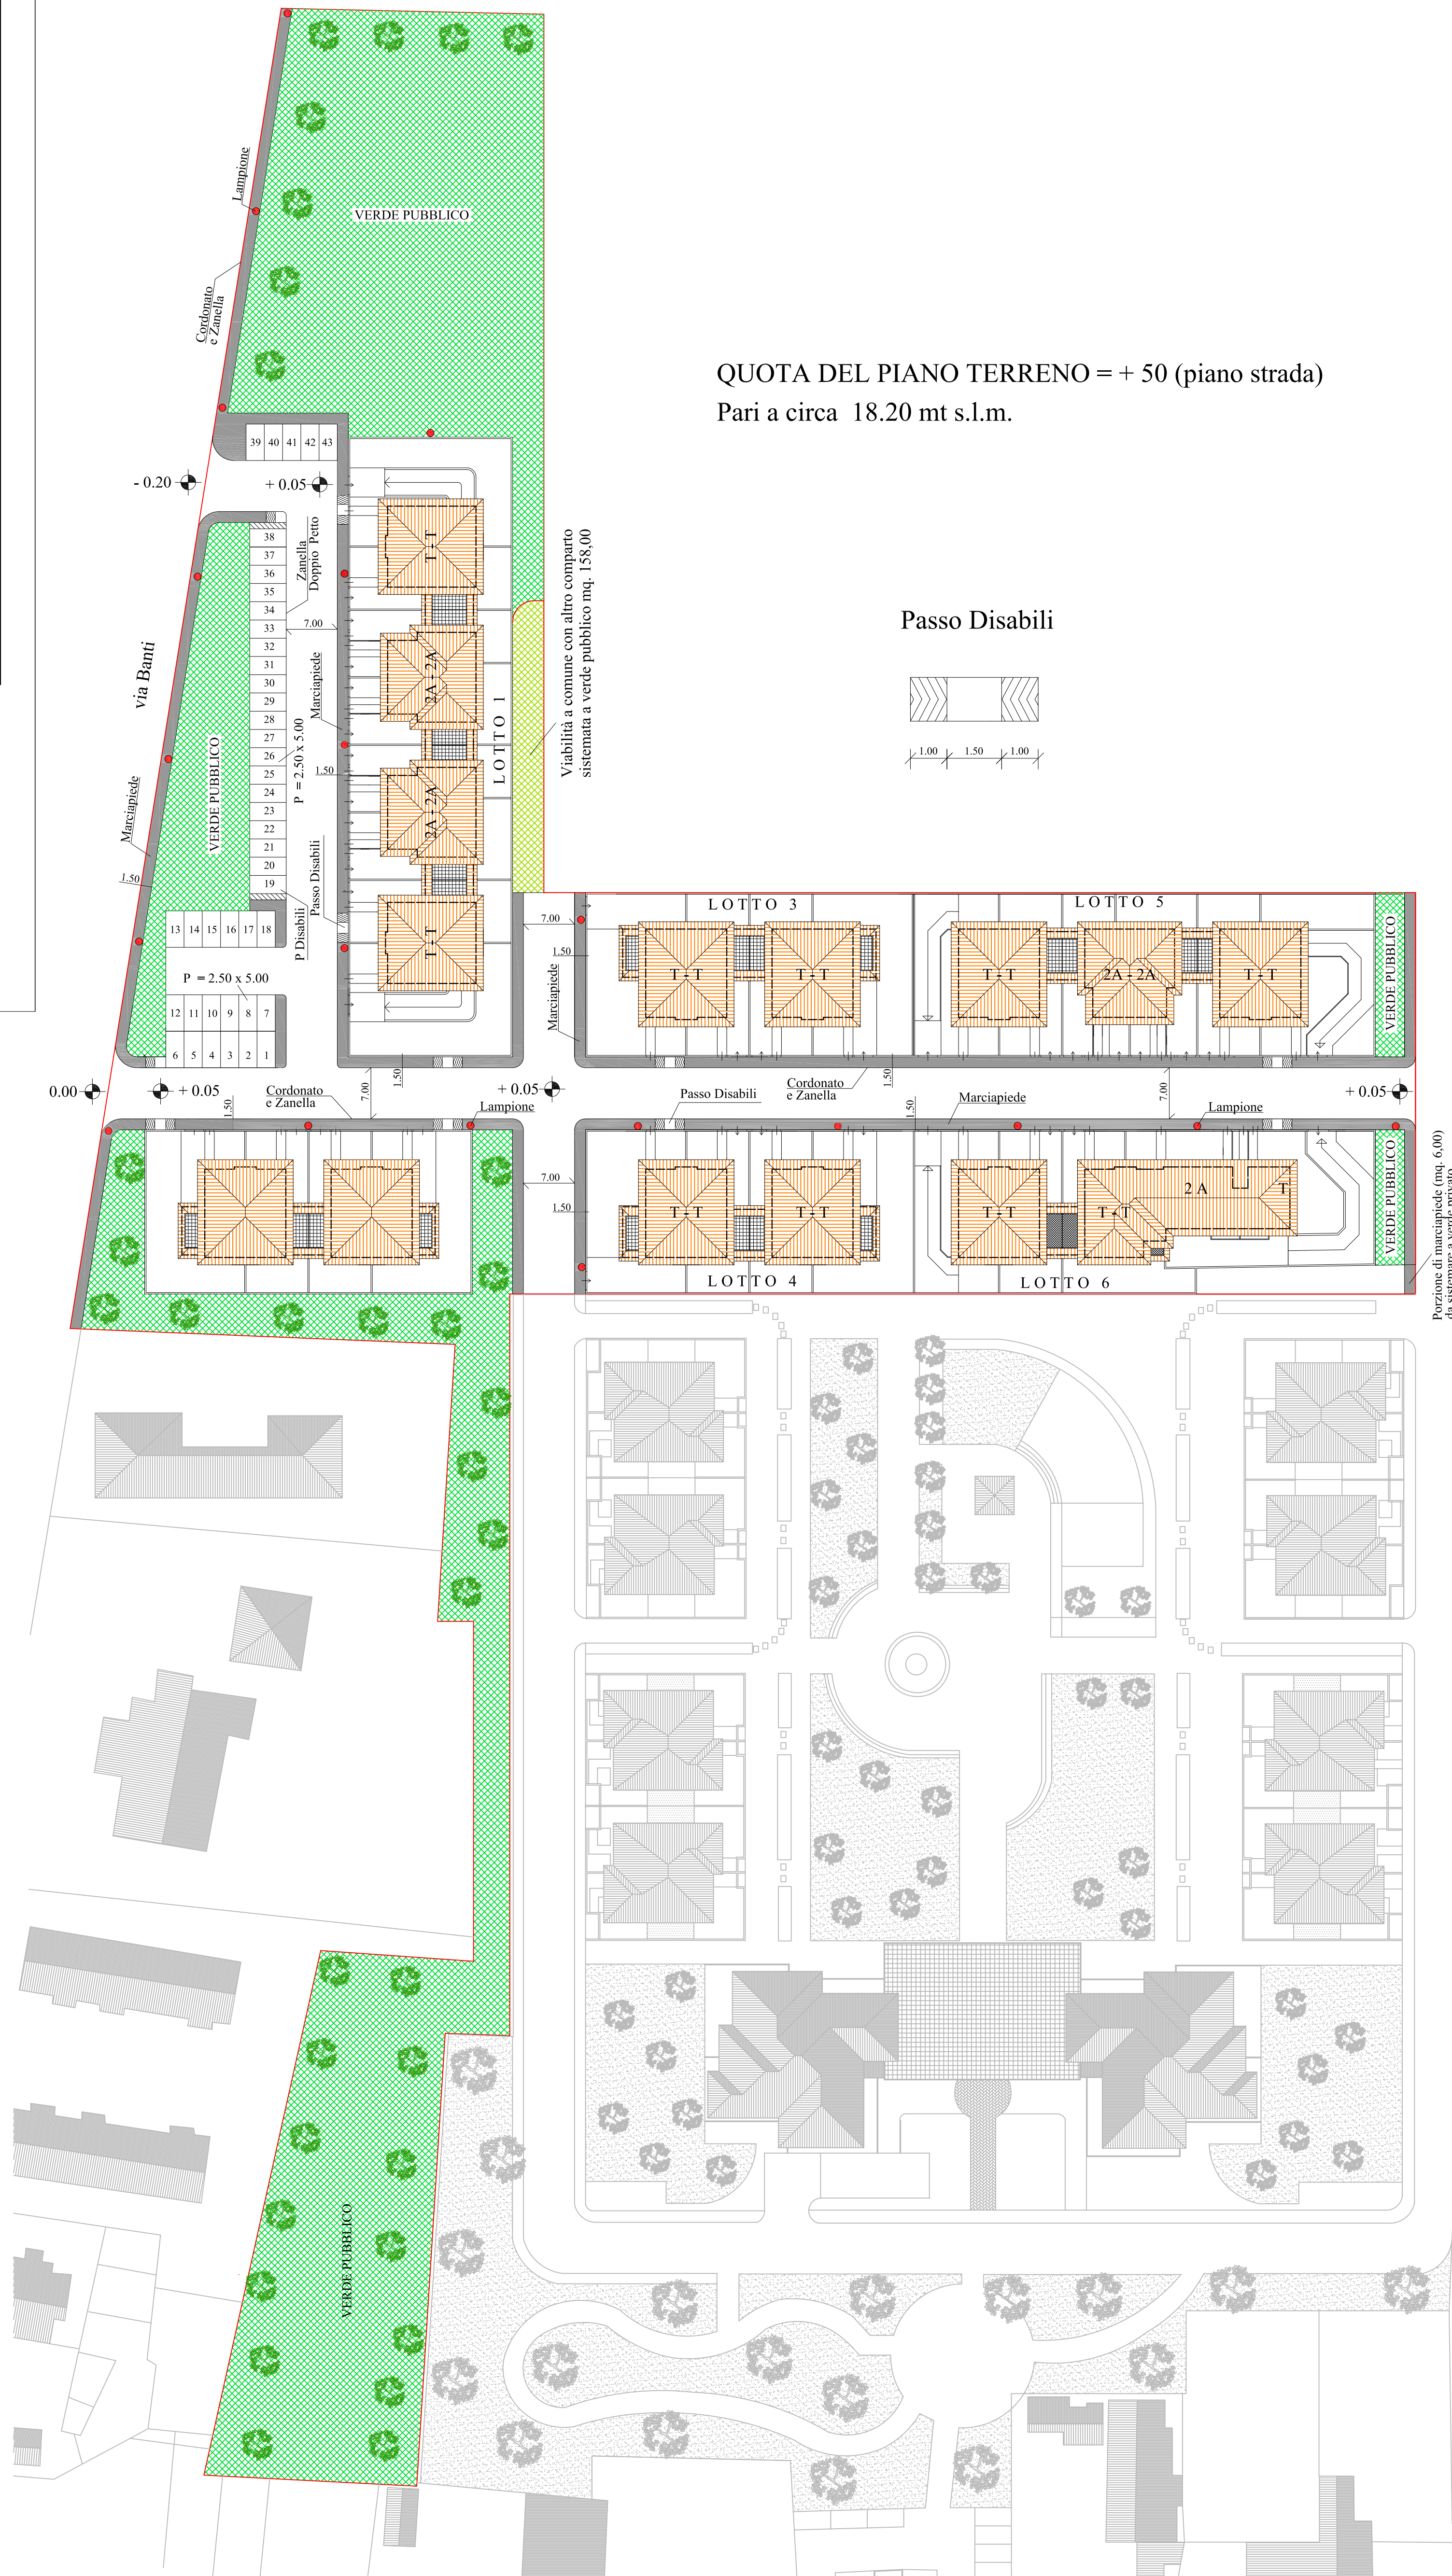 Lampione
VERDE PUBBLICO
Cordonato
e Zanella
QUOTA DEL PIANO TERRENO = + 50 (piano strada)
Pari a circa 18.20 mt s.l.m.
39 40 41 42 43
- 0.20
+ 0.05
38
37
36
35
34
33
32
31
30
29
28
27
26
25
24
23
22
21
20
19
Zanella
Doppio Petto
7.00
via Banti
Marciapiede
VERDE PUBBLICO
P = 2.50 x 5.00
Marciapiede
1.50
1.50
Passo Disabili
P Disabili
T - T
2A - 2A
2A - 2A
T - T
LOTTO 1
Viabilità a comune con altro comparto
sistemata a verde pubblico mq. 158,00
Passo Disabili
1.00 1.50 1.00
13 14 15 16 17 18
P = 2.50 x 5.00
12 11 10 9 8 7
6 5 4 3 2 1
7.00
1.50
Marciapiede
LOTTO 3
T - T
T - T
LOTTO 5
T - T
2A - 2A
T - T
VERDE PUBBLICO
0.00
+ 0.05
Cordonato
e Zanella
1.50
7.00
1.50
Lampione
+ 0.05
Passo Disabili
Cordonato
e Zanella
1.50
1.50
Marciapiede
7.00
Lampione
+ 0.05
7.00
1.50
T - T
T - T
LOTTO 4
T - T
T - T
2 A
T
LOTTO 6
VERDE PUBBLICO
Porzione di marciapiede (mq. 6,00)
da sistemare a verde privato
VERDE PUBBLICO